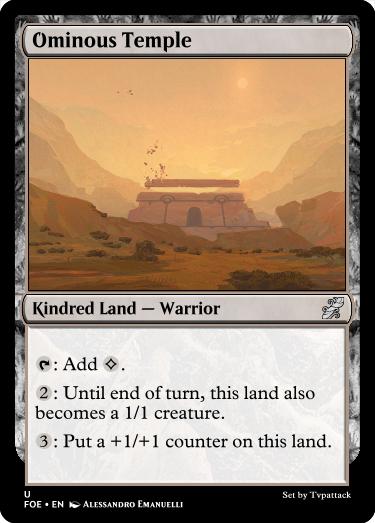 Ominous Temple
Kindred Land — Warrior
: Add .
2: Until end of turn, this land also
becomes a 1/1 creature.
3: Put a +1/+1 counter on this land.
U
FOE • EN Alessandro Emanuelli
Set by Tvpattack